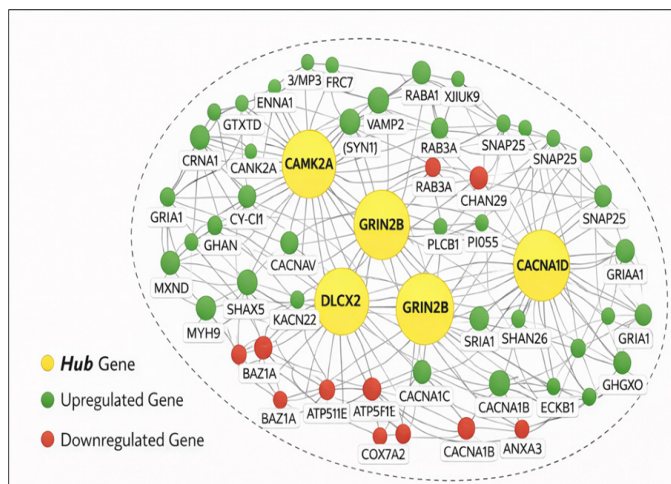 3/MP3
FRC7
RABA1
XJIUK9
ENNA1
GTXTD
(SYN1)
VAMP2
CRNA1
CANK2A
CAMK2A
RAB3A
SNAP25
SNAP25
RAB3A
CHAN29
GRIA1
CY-CI1
GRIN2B
SNAP25
GHAN
CACNAV
PLCB1
PI055
CACNA1D
GRIAA1
MXND
SHAX5
KACN22
DLCX2
GRIN2B
MYH9
SRIA1
SHAN26
GRIA1
Hub Gene
BAZ1A
GHGXO
Upregulated Gene
BAZ1A
ATP511E
ATP5F1E
CACNA1C
CACNA1B
ECKB1
Downregulated Gene
COX7A2
CACNA1B
ANXA3